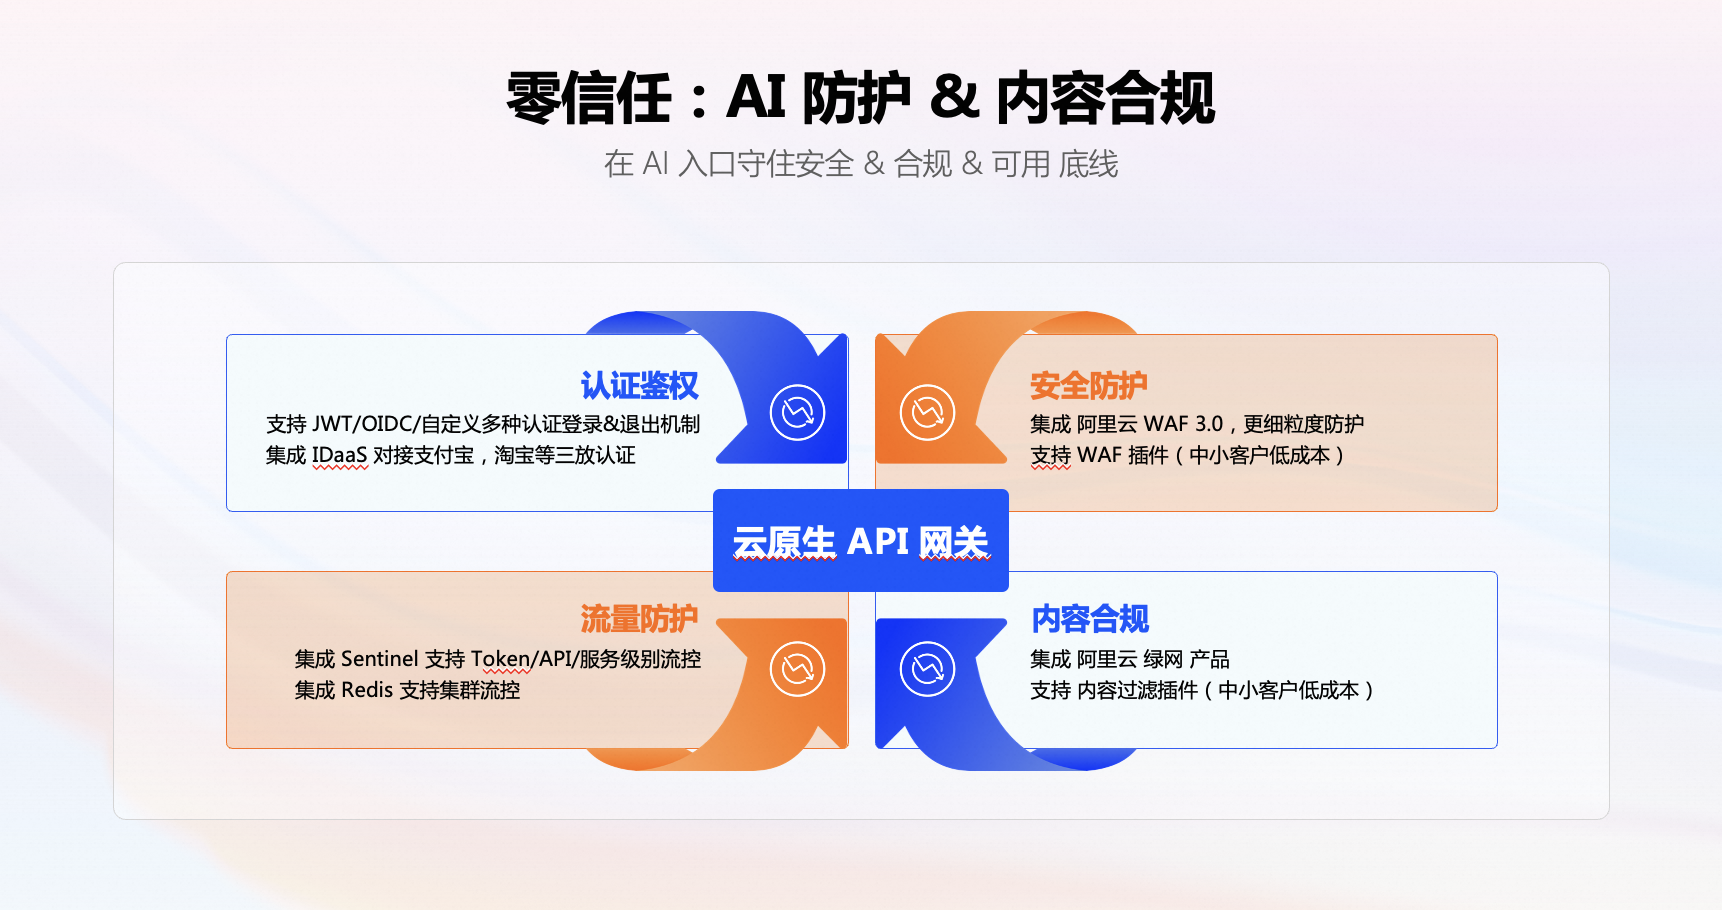 零信任：AI 防护 & 内容合规
在 AI 入口守住安全 & 合规 & 可用 底线
认证鉴权
支持 JWT/OIDC/自定义多种认证登录&退出机制
集成 IDaaS 对接支付宝，淘宝等三放认证
安全防护
集成 阿里云 WAF 3.0，更细粒度防护
支持 WAF 插件（中小客户低成本）
云原生 API 网关
流量防护
集成 Sentinel 支持 Token/API/服务级别流控
集成 Redis 支持集群流控
内容合规
集成 阿里云 绿网 产品
支持 内容过滤插件（中小客户低成本）